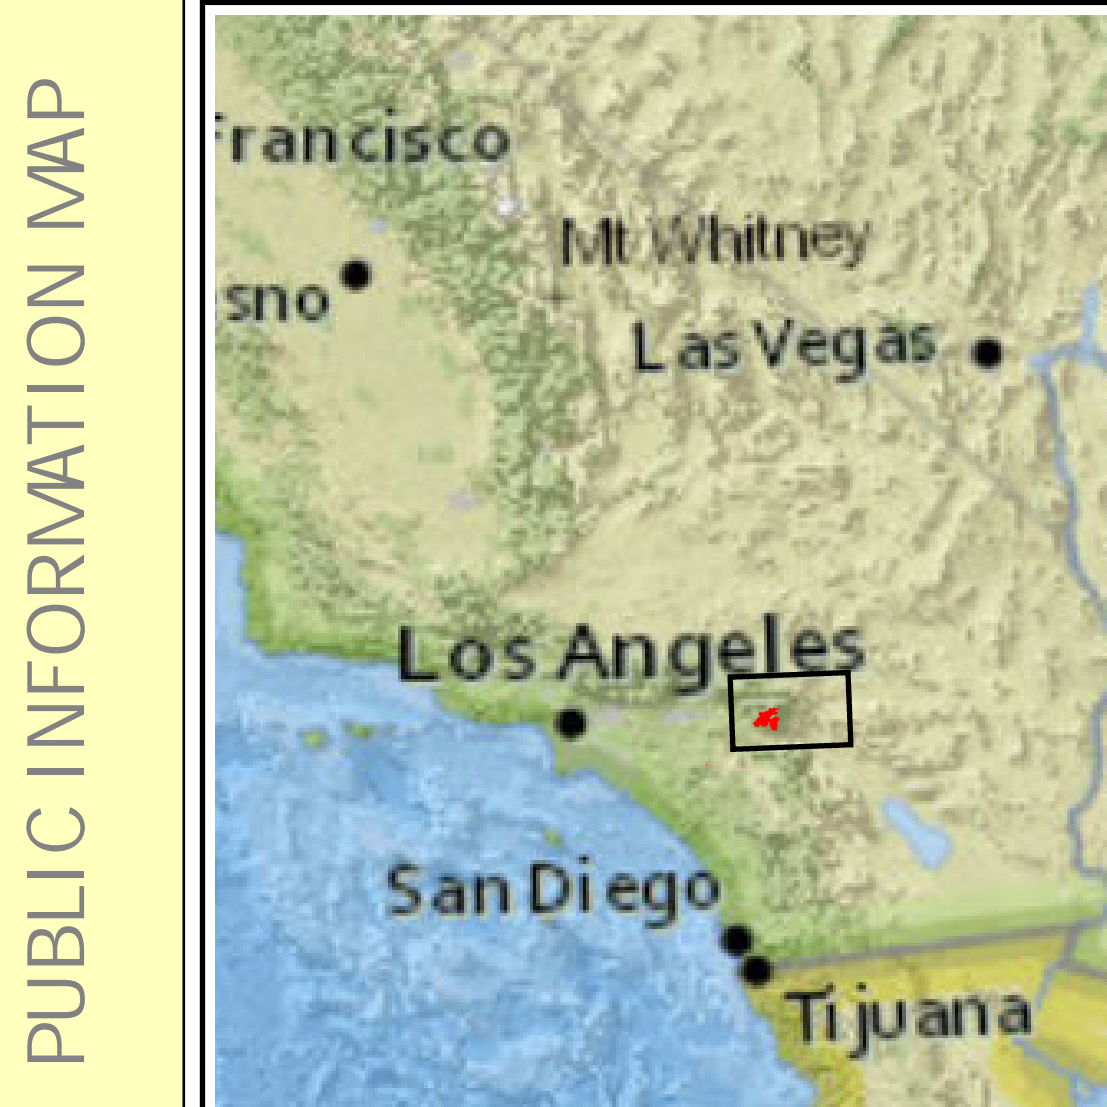 PUBLIC INFORMATION MAP
Francisco
Mt Whitney
sno
Las Vegas
Los Angeles
San Diego
Tijuana